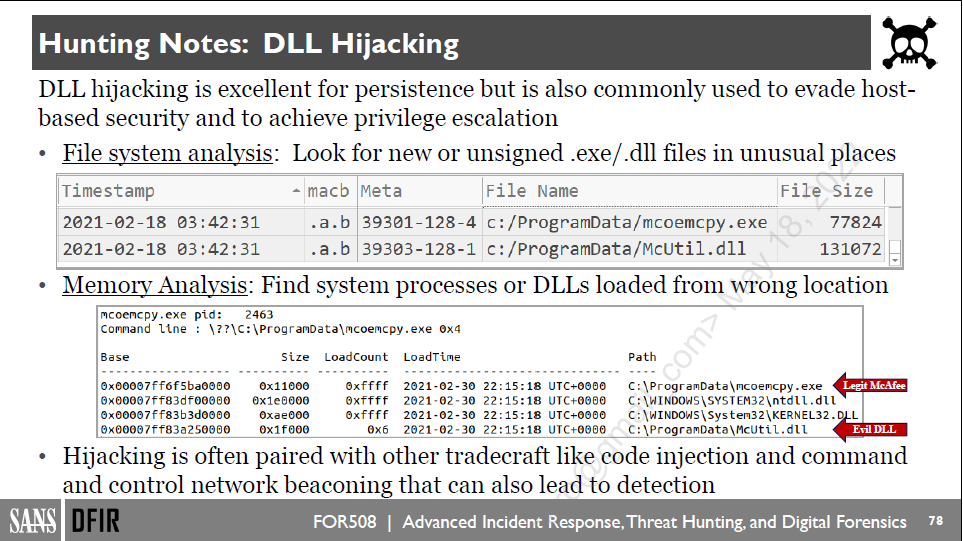 Hunting Notes: DLL Hijacking
DLL hijacking is excellent for persistence but is also commonly used to evade host-
based security and to achieve privilege escalation
• File system analysis: Look for new or unsigned .exe/.dll files in unusual places
Timestamp macb Meta File Name File Size
2021-02-18 03:42:31 .a.b 39301-128-4 c:/ProgramData/mcoemcpy.exe 77824
2021-02-18 03:42:31 .a.b 39303-128-1 c:/ProgramData/McUtil.dll 131072
• Memory Analysis: Find system processes or DLLs loaded from wrong location
mcoemcpy.exe pid: 2463
Command line : \??\C:\ProgramData\mcoemcpy.exe 0x4
Base Size LoadCount LoadTime Path
0x00007ff6f5ba0000 0x11000 0xffff 2021-02-30 22:15:18 UTC+0000 C:\ProgramData\mcoemcpy.exe Legit McAfee
0x00007ff83df00000 0x1e0000 0xffff 2021-02-30 22:15:18 UTC+0000 C:\WINDOWS\SYSTEM32\ntdll.dll
0x00007ff83b3d0000 0xae000 0xffff 2021-02-30 22:15:18 UTC+0000 C:\WINDOWS\System32\KERNEL32.DLL
0x00007ff83a250000 0x1f000 0x6 2021-02-30 22:15:18 UTC+0000 C:\ProgramData\McUtil.dll Evil DLL
• Hijacking is often paired with other tradecraft like code injection and command
and control network beaconing that can also lead to detection
SANS DFIR FOR508 | Advanced Incident Response, Threat Hunting, and Digital Forensics 78